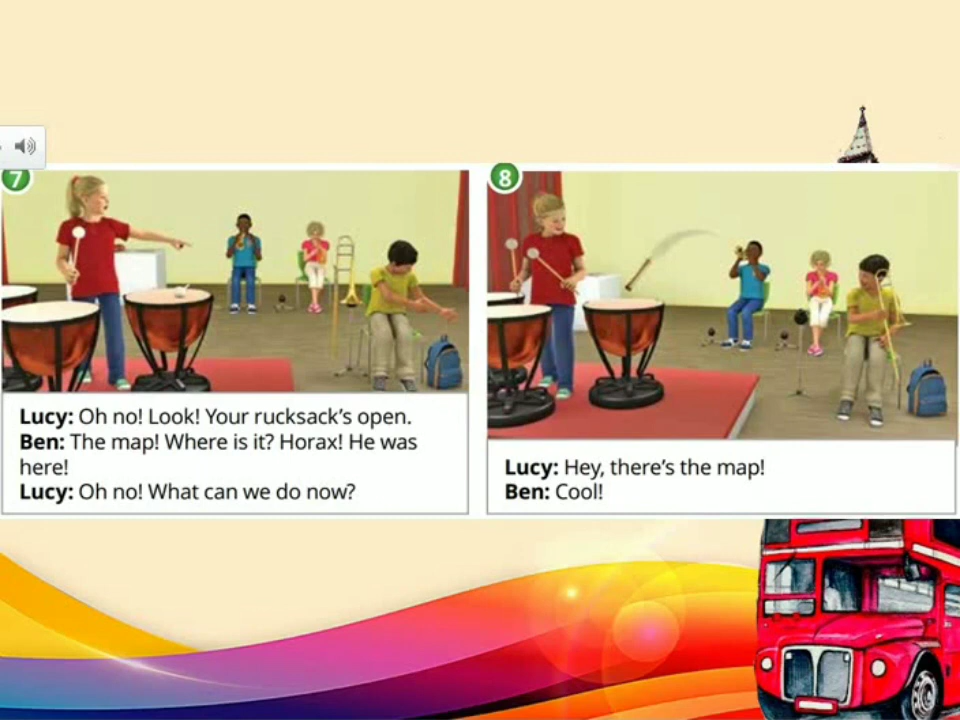 7
Lucy: Oh no! Look! Your rucksack's open.
Ben: The map! Where is it? Horax! He was
here!
Lucy: Oh no! What can we do now?
8
Lucy: Hey, there's the map!
Ben: Cool!